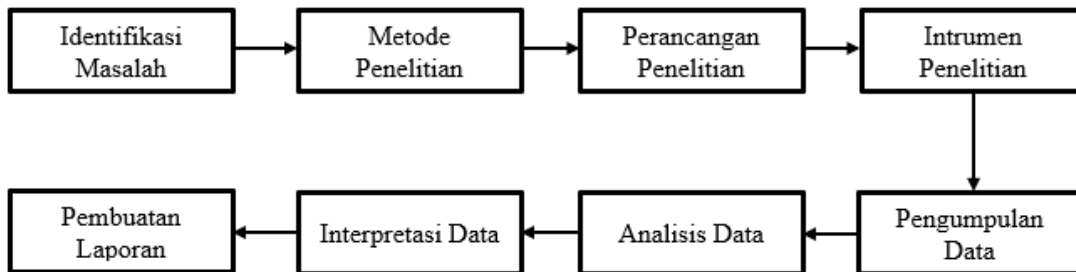 Identifikasi
Masalah
Metode
Penelitian
Perancangan
Penelitian
Intrumen
Penelitian
Pengumpulan
Data
Analisis Data
Interpretasi Data
Pembuatan
Laporan